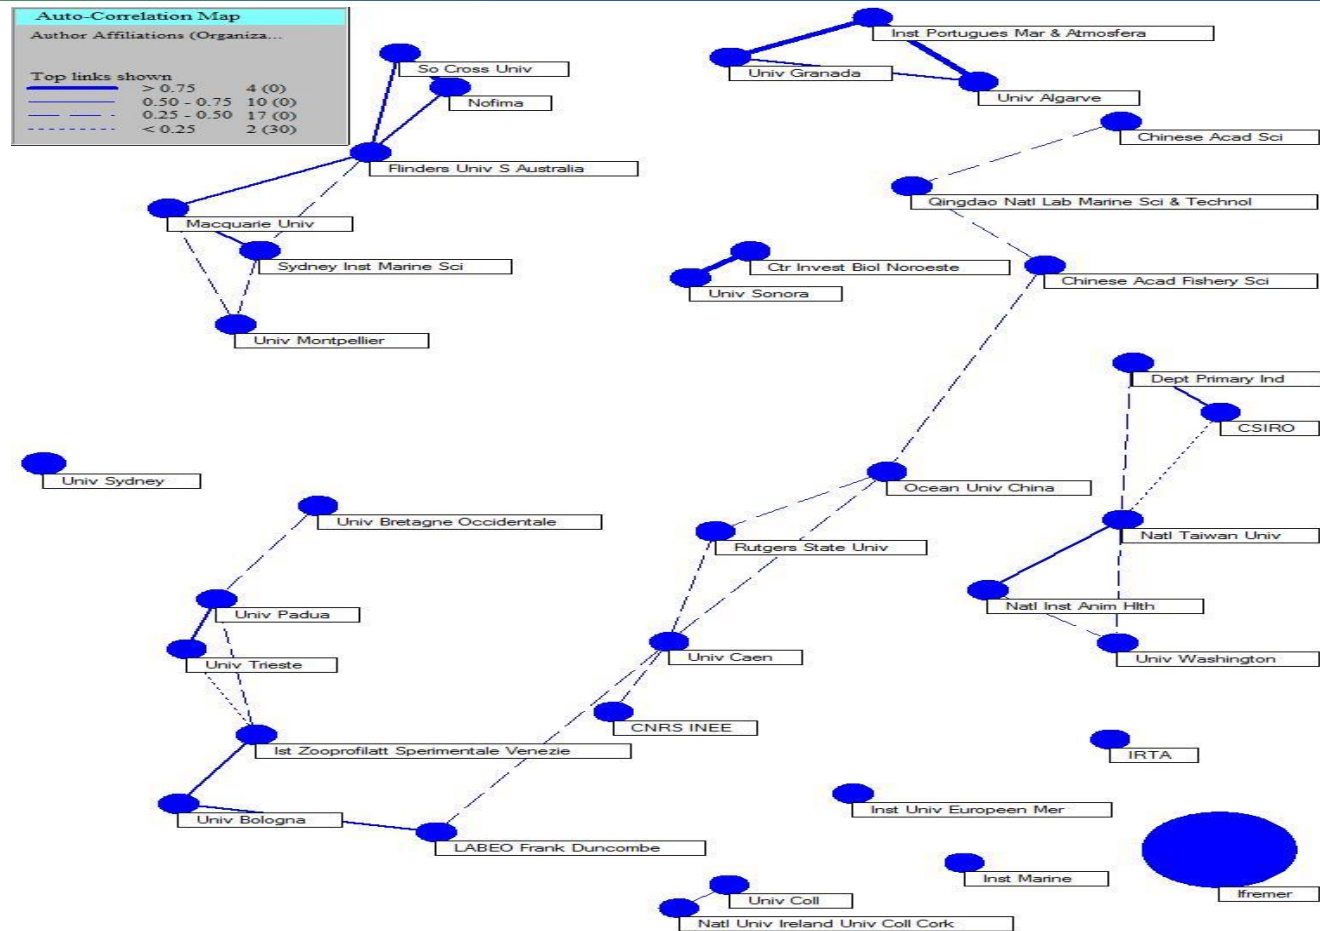 Auto-Correlation Map
Author Affiliations (Organiza...
Top links shown
> 0.75 4 (0)
0.50 - 0.75 10 (0)
0.25 - 0.50 17 (0)
< 0.25 2 (30)
Inst Portugues Mar & Atmosfera
So Cross Univ
Univ Granada
Nofima
Univ Algarve
Chinese Acad Sci
Flinders Univ S Australia
Qingdao Natl Lab Marine Sci & Technol
Macquarie Univ
Sydney Inst Marine Sci
Ctr Invest Biol Noroeste
Chinese Acad Fishery Sci
Univ Sonora
Univ Montpellier
Dept Primary Ind
CSIRO
Univ Sydney
Ocean Univ China
Univ Bretagne Occidentale
Natl Taiwan Univ
Rutgers State Univ
Natl Inst Anim Hlth
Univ Padua
Univ Caen
Univ Washington
Univ Trieste
CNRS INEE
Ist Zooprofilatt Sperimentale Venezie
IRTA
Inst Univ Europeen Mer
Univ Bologna
LABEO Frank Duncombe
Inst Marine
Ifremer
Univ Coll
Natl Univ Ireland Univ Coll Cork